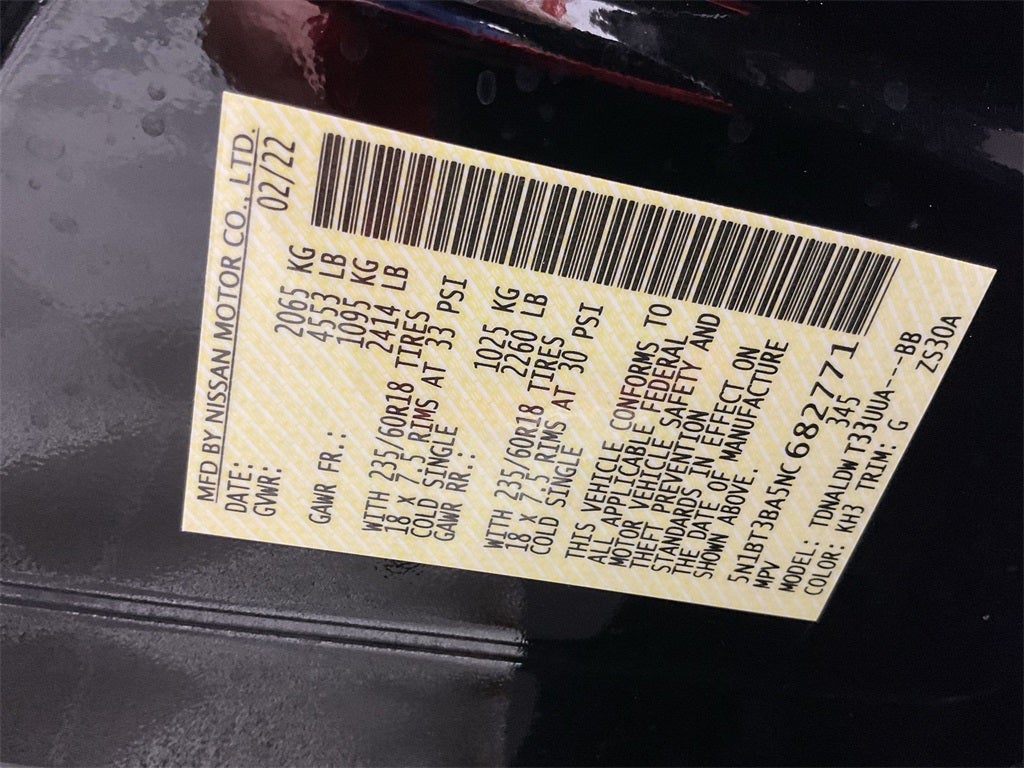 MFD BY NISSAN MOTOR CO., LTD.
DATE: 02/22
GVWR: 2065 KG
4553 LB
GAWR FR.: 1095 KG
2414 LB
WITH 235/60R18 TIRES
18 X 7.5 RIMS AT 33 PSI
COLD SINGLE
GAWR RR.: 1025 KG
2260 LB
WITH 235/60R18 TIRES
18 X 7.5 RIMS AT 30 PSI
COLD SINGLE
THIS VEHICLE CONFORMS TO
ALL APPLICABLE FEDERAL
MOTOR VEHICLE SAFETY AND
THEFT PREVENTION
STANDARDS IN EFFECT ON
THE DATE OF MANUFACTURE
SHOWN ABOVE.
5N1BT3BA5NC682771
MPV 345
MODEL: TDNALDWT33UUA---BB
COLOR: KH3 TRIM: G ZS30A